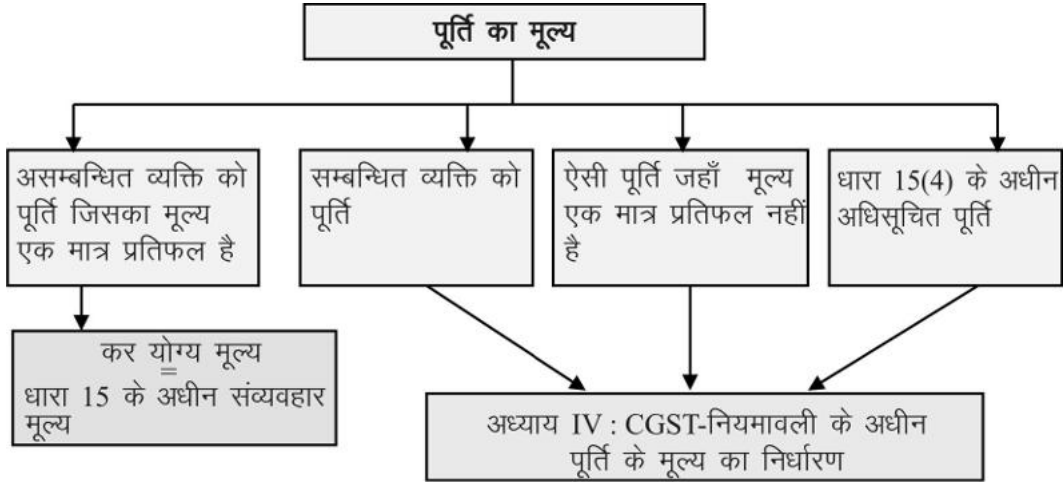 पूर्ति का मूल्य
असम्बन्धित व्यक्ति को
पूर्ति जिसका मूल्य
एक मात्र प्रतिफल है
सम्बन्धित व्यक्ति को
पूर्ति
ऐसी पूर्ति जहाँ मूल्य
एक मात्र प्रतिफल नहीं
है
धारा 15(4) के अधीन
अधिसूचित पूर्ति
कर योग्य मूल्य
=
धारा 15 के अधीन संव्यवहार
मूल्य
अध्याय IV : CGST-नियमावली के अधीन
पूर्ति के मूल्य का निर्धारण